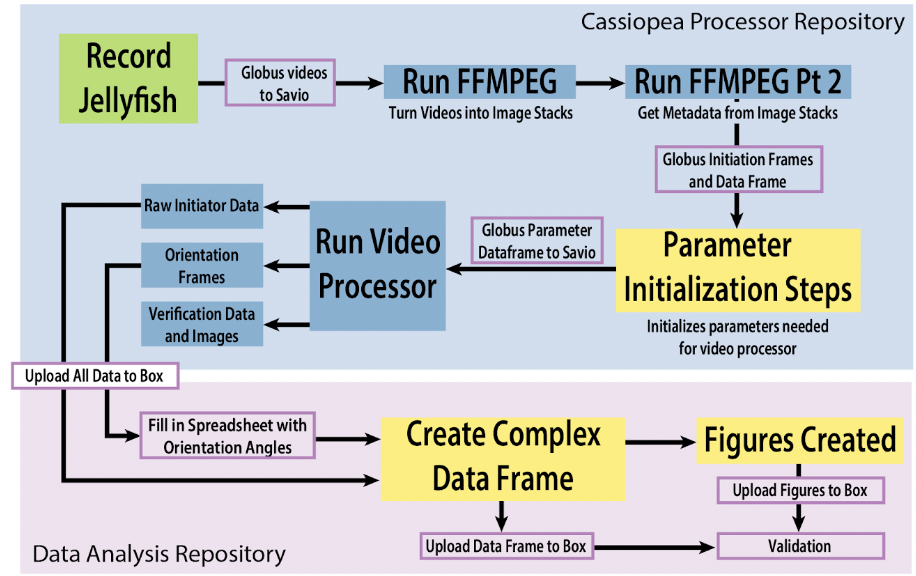 Cassiopea Processor Repository
Record
Jellyfish
Globus videos
to Savio
Run FFMPEG
Turn Videos into Image Stacks
Run FFMPEG Pt 2
Get Metadata from Image Stacks
Globus Initiation Frames
and Data Frame
Parameter
Initialization Steps
Initializes parameters needed
for video processor
Globus Parameter
Dataframe to Savio
Run Video
Processor
Raw Initiator Data
Orientation
Frames
Verification Data
and Images
Upload All Data to Box
Fill in Spreadsheet with
Orientation Angles
Create Complex
Data Frame
Figures Created
Upload Figures to Box
Upload Data Frame to Box
Validation
Data Analysis Repository